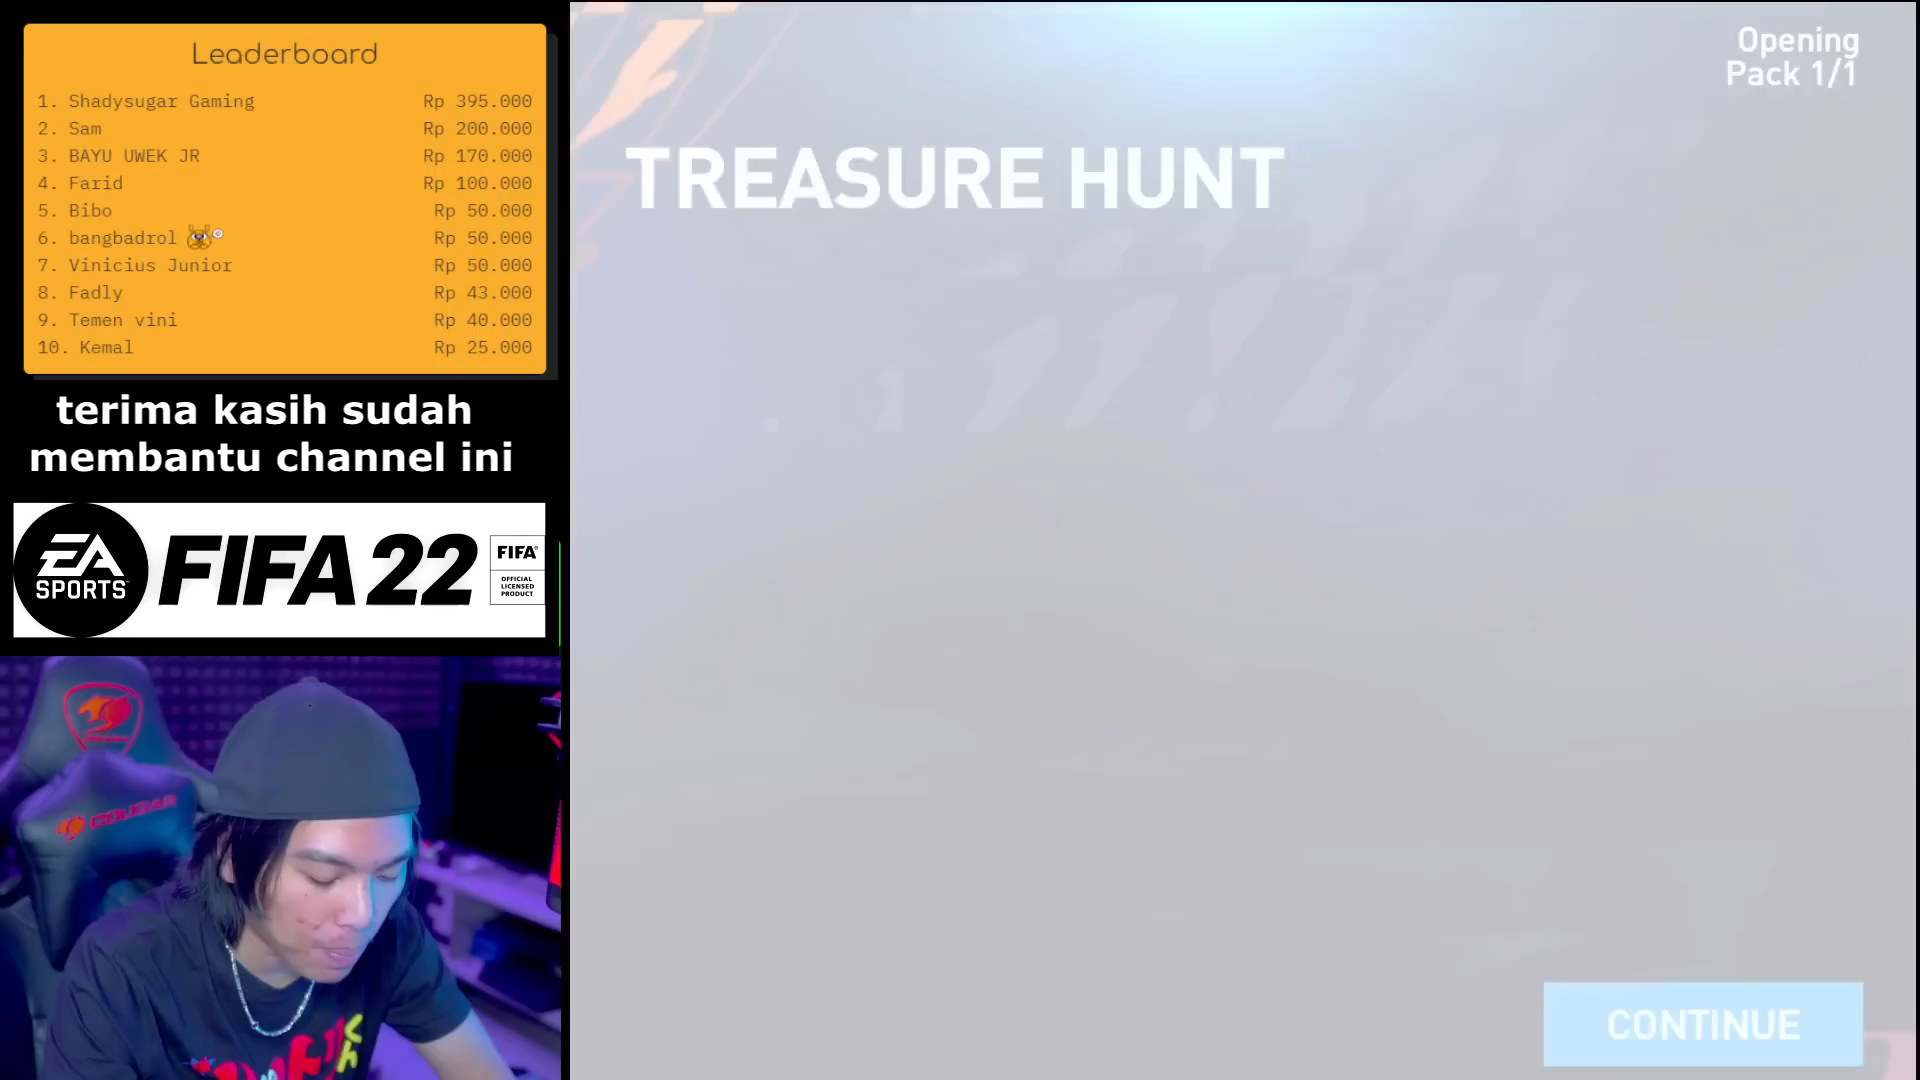 Leaderboard
1. Shadysugar Gaming Rp 395.000
2. Sam Rp 200.000
3. BAYU UWEK JR Rp 170.000
4. Farid Rp 100.000
5. Bibo Rp 50.000
6. bangbadrol Rp 50.000
7. Vinicius Junior Rp 50.000
8. Fadly Rp 43.000
9. Temen vini Rp 40.000
10. Kemal Rp 25.000
terima kasih sudah
membantu channel ini
EA
SPORTS
FIFA 22
FIFA
OFFICIAL
LICENSED
PRODUCT
COUGAR
Opening
Pack 1/1
TREASURE HUNT
CONTINUE